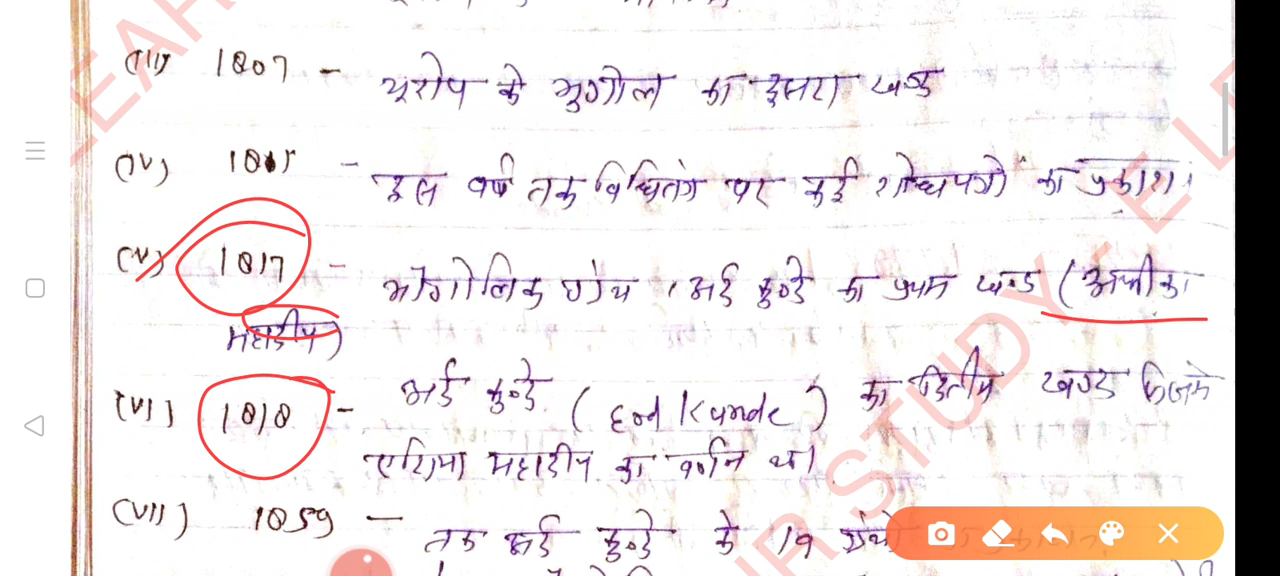 (III) 1807 - यूरोप के भूगोल का दुसरा खण्ड
(IV) - इस वर्ष तक विधितंत्र पर कई शोधपत्रों का प्रकाश।
(V) 1817 - भौगोलिक ग्रंथ अर्ड कुण्डे का प्रथम खण्ड (अफ्रीका
महाद्वीप)
(VI) 1818 - अर्ड कुण्डे (Erd Kunde) का द्वितीय खण्ड जिसमे
एशिया महाद्वीप का वर्णन था।
(VII) 1859 - तक अर्ड कुण्डे के 19 ग्रंथो
STUDY